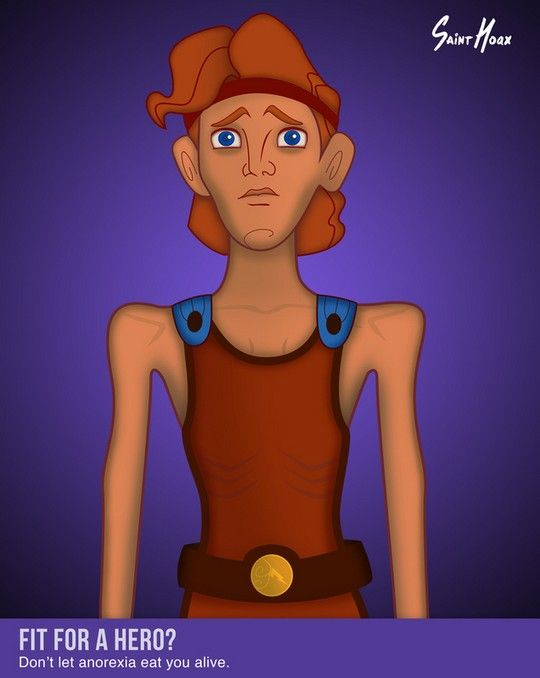 Saint Hoax
FIT FOR A HERO?
Don't let anorexia eat you alive.